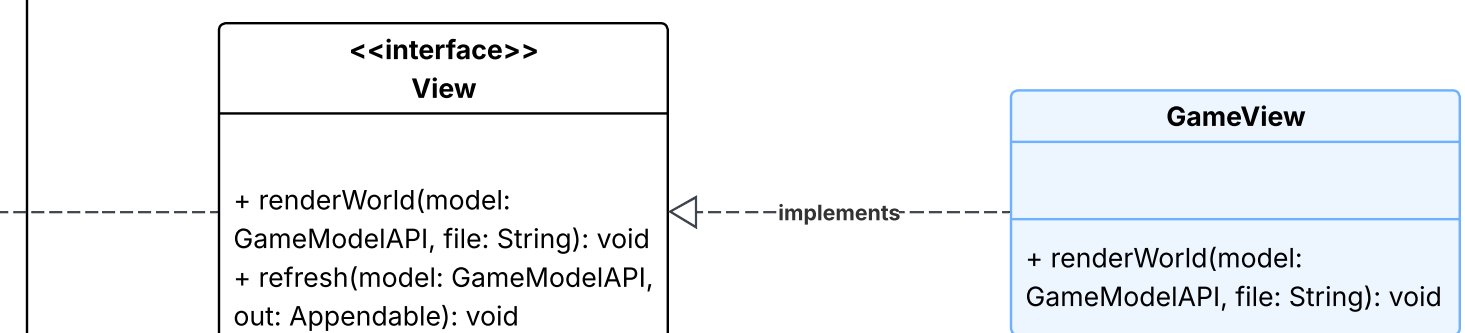 <<interface>>
View
+ renderWorld(model:
GameModelAPI, file: String): void
+ refresh(model: GameModelAPI,
out: Appendable): void
implements
GameView
+ renderWorld(model:
GameModelAPI, file: String): void